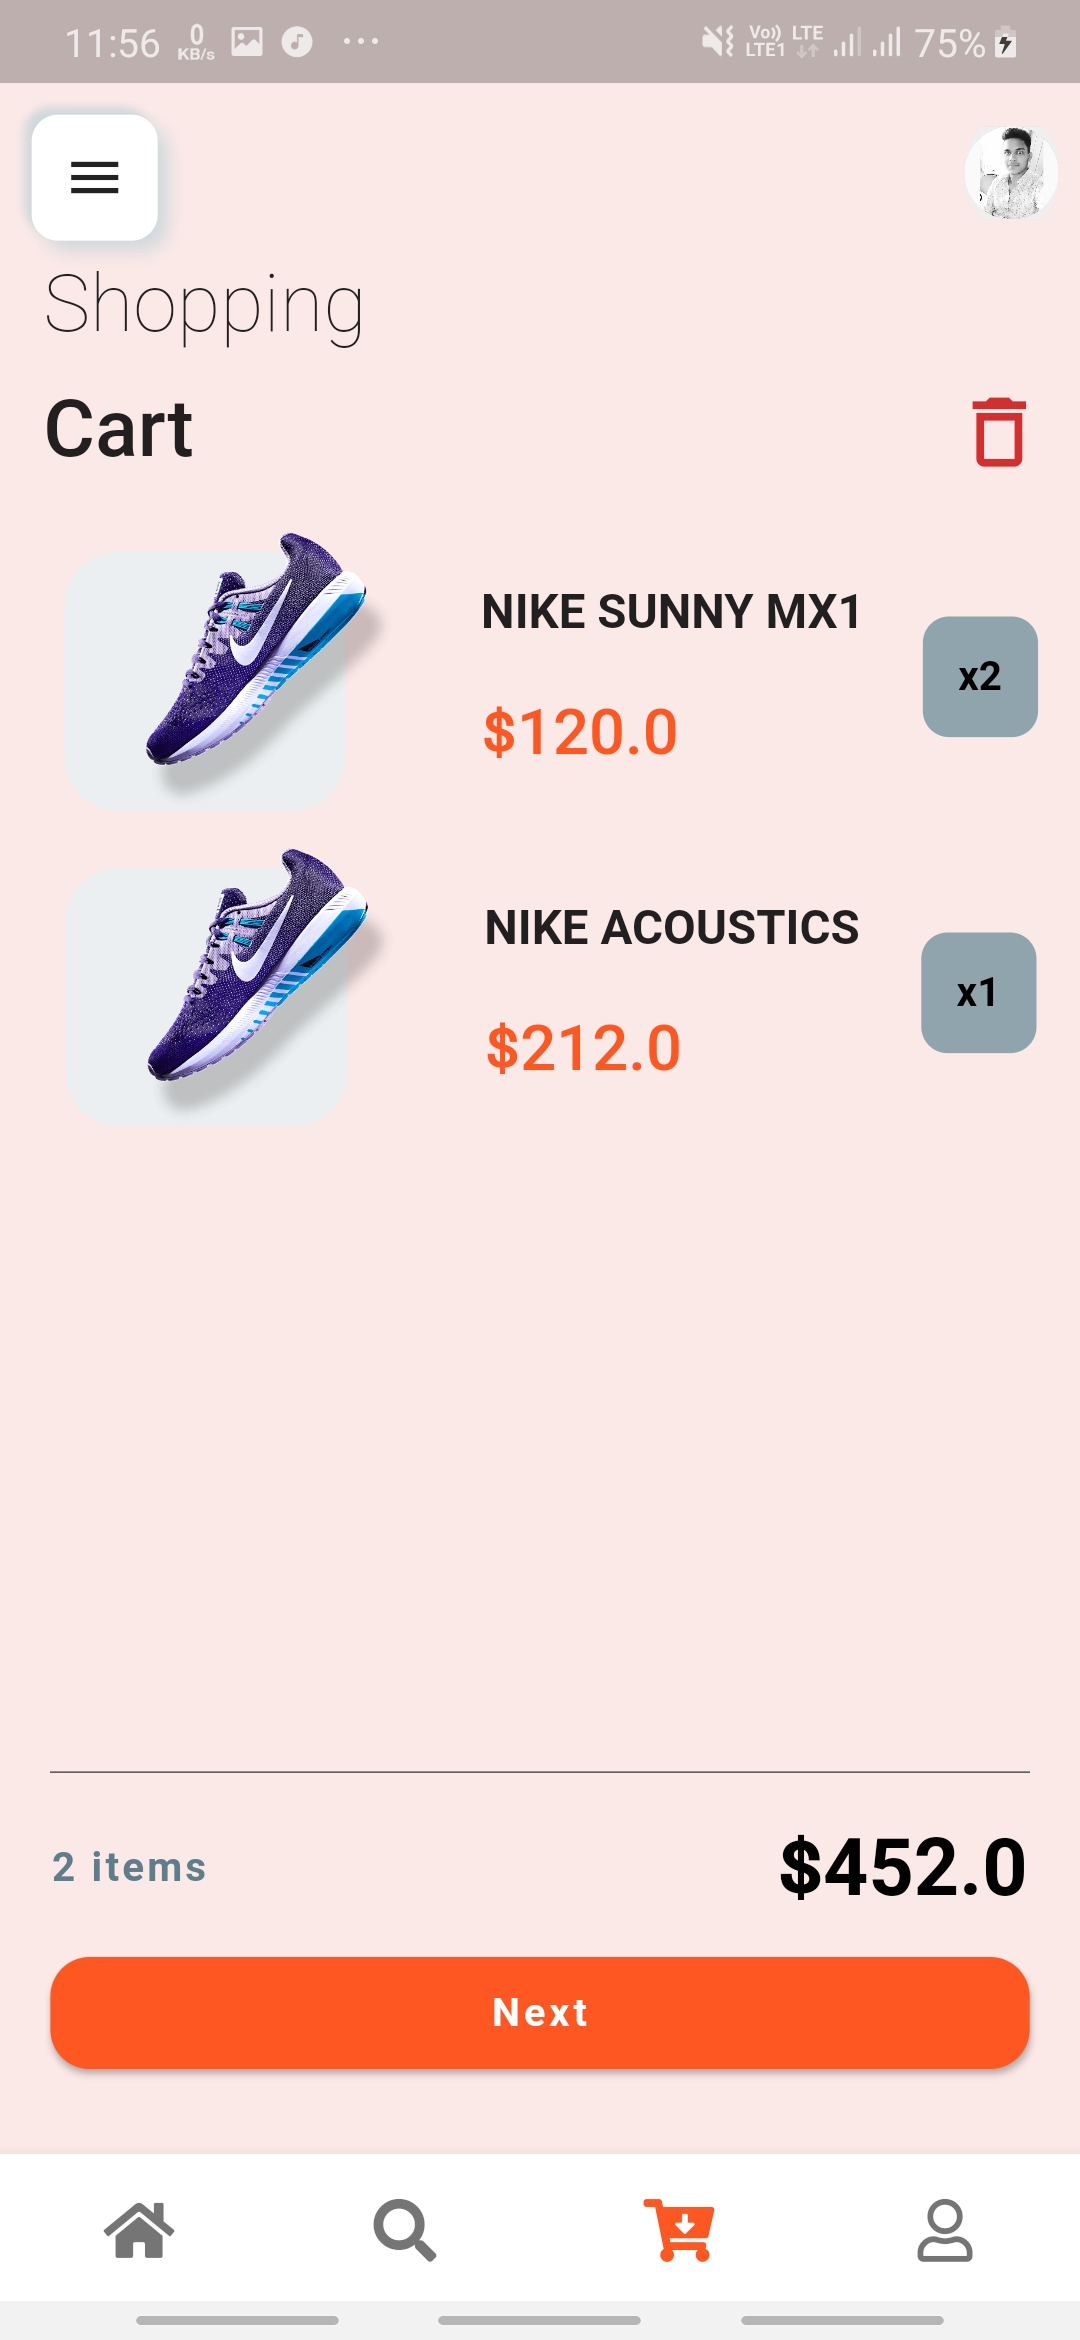 11:56 0 KB/s ... Vo)) LTE1 LTE 75%
Shopping
Cart
NIKE SUNNY MX1
$120.0
x2
NIKE ACOUSTICS
$212.0
x1
2 items $452.0
Next